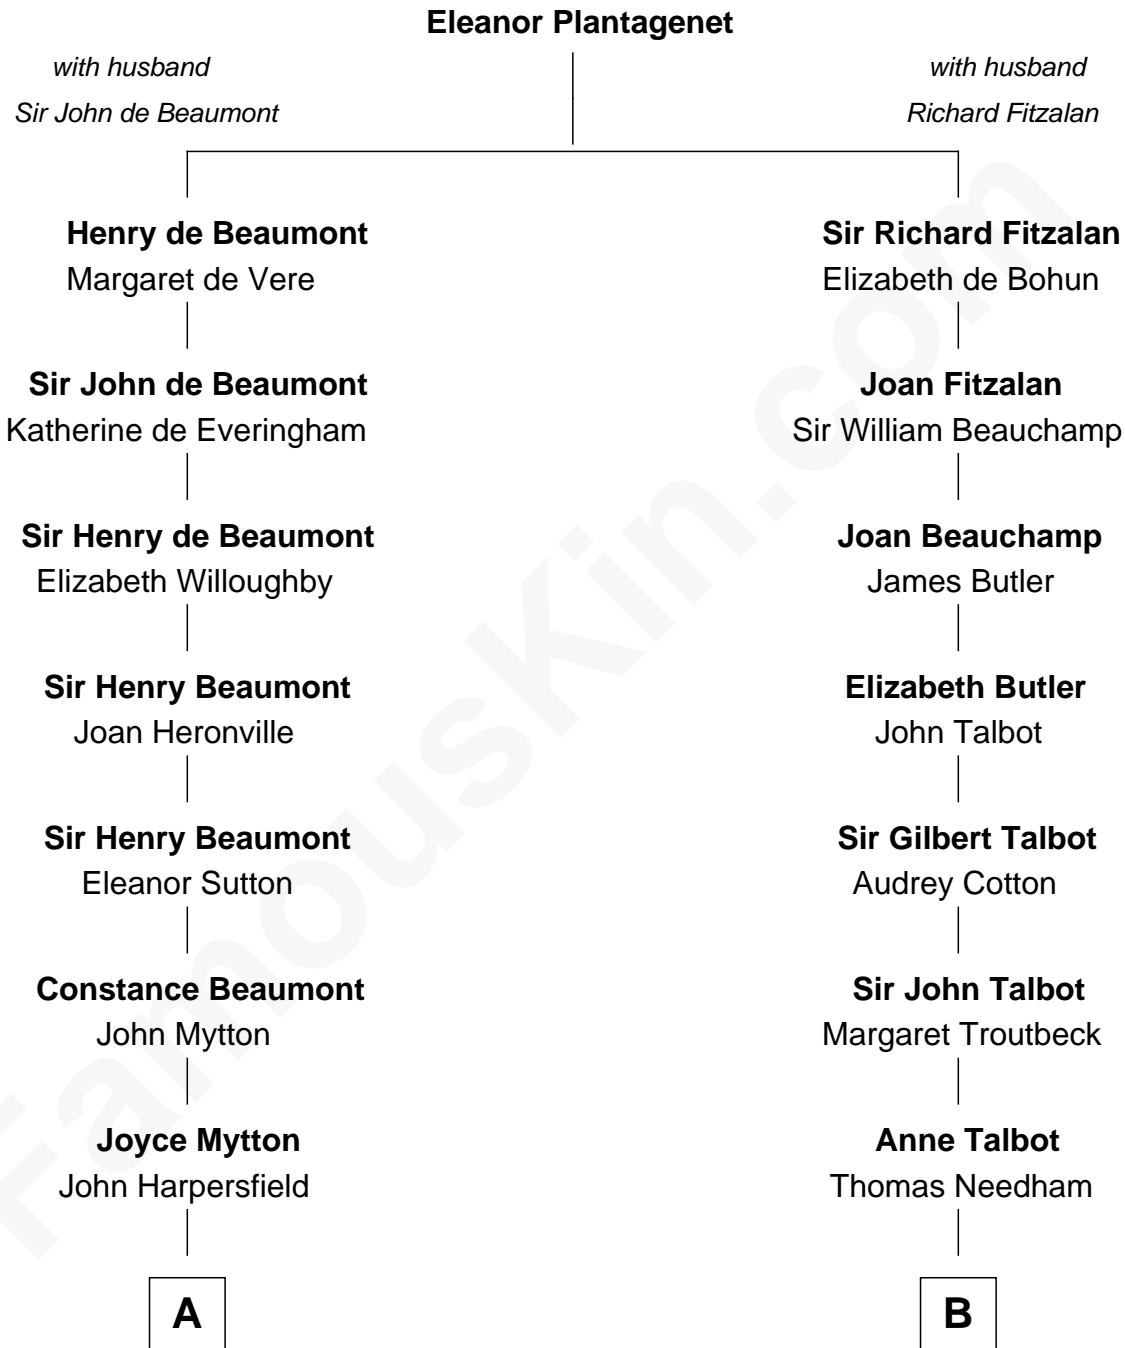 Eleanor Plantagenet
with husband
Sir John de Beaumont
with husband
Richard Fitzalan
Henry de Beaumont
Margaret de Vere
Sir Richard Fitzalan
Elizabeth de Bohun
Sir John de Beaumont
Katherine de Everingham
Joan Fitzalan
Sir William Beauchamp
Sir Henry de Beaumont
Elizabeth Willoughby
Joan Beauchamp
James Butler
Sir Henry Beaumont
Joan Heronville
Elizabeth Butler
John Talbot
Sir Henry Beaumont
Eleanor Sutton
Sir Gilbert Talbot
Audrey Cotton
Constance Beaumont
John Mytton
Sir John Talbot
Margaret Troutbeck
Joyce Mytton
John Harpersfield
Anne Talbot
Thomas Needham
A
B
FamousKin.com